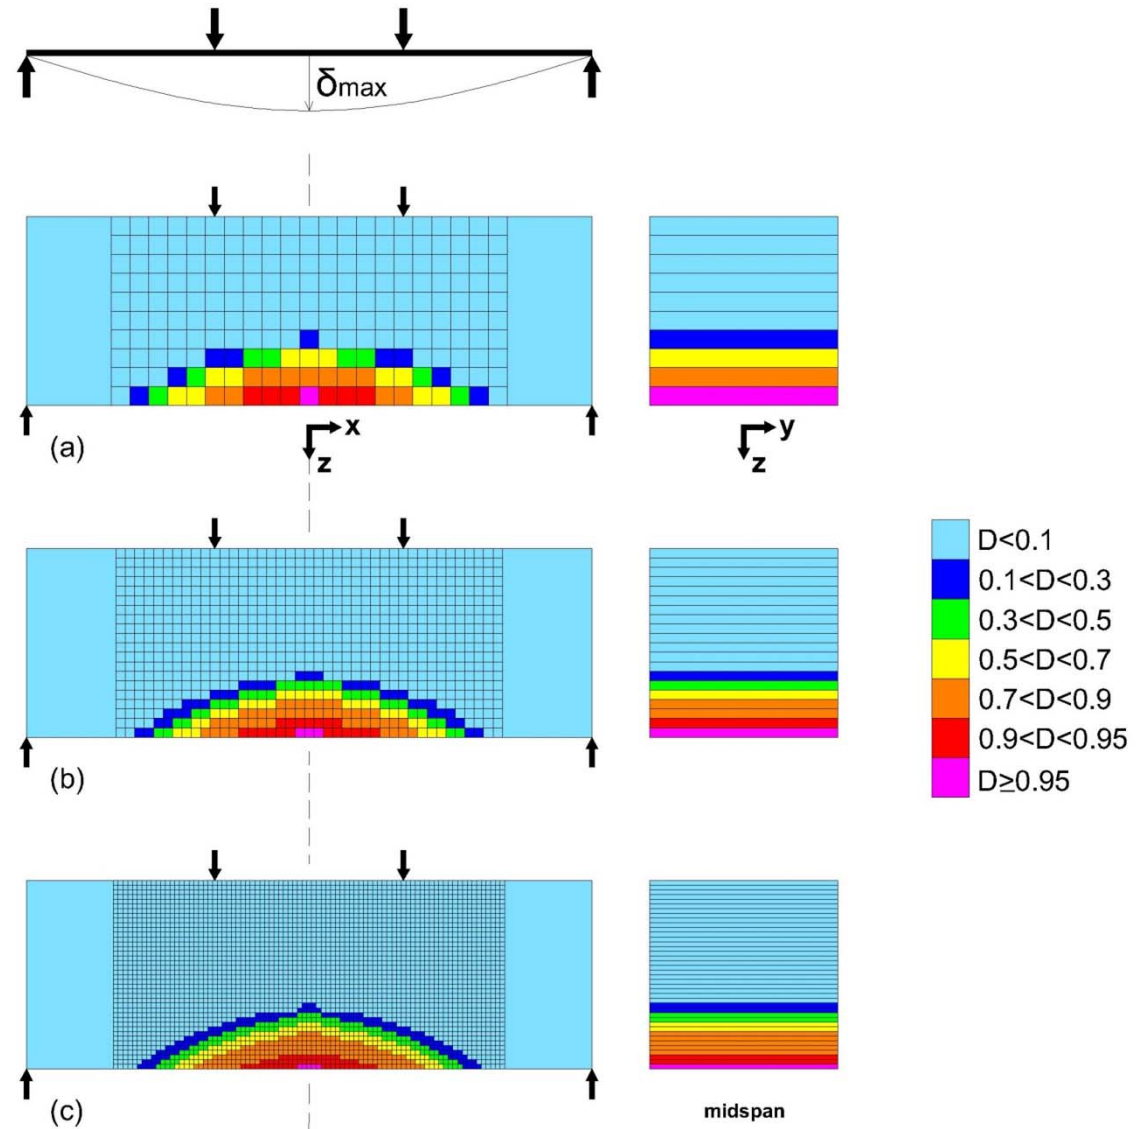 δmax
x
z
y
z
(a)
D<0.1
0.1<D<0.3
0.3<D<0.5
0.5<D<0.7
0.7<D<0.9
0.9<D<0.95
D≥0.95
(b)
(c)
midspan